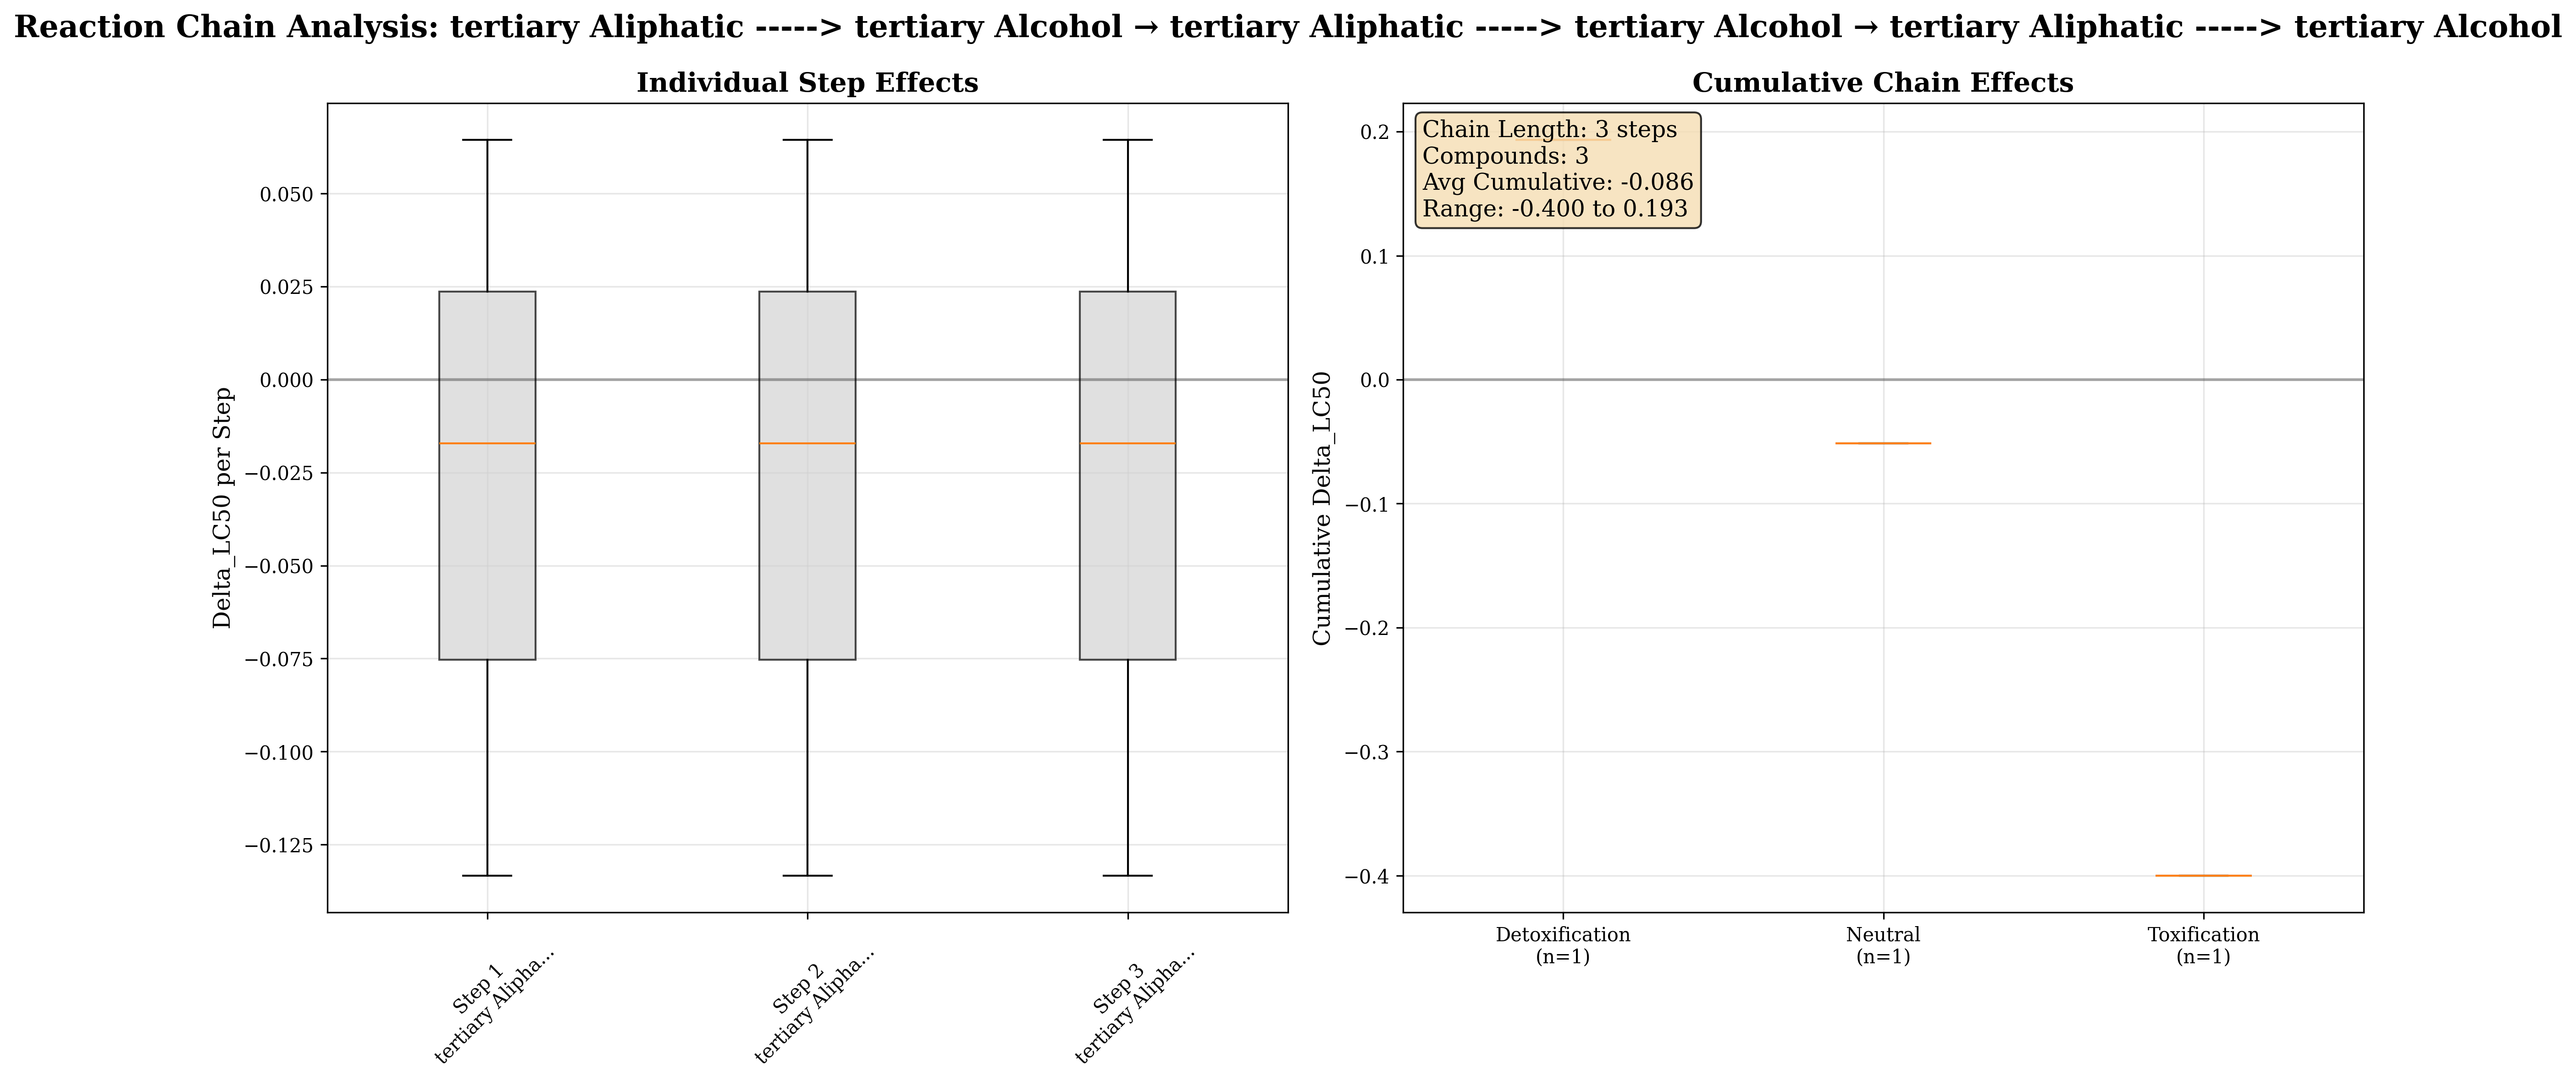 Reaction Chain Analysis: tertiary Aliphatic -----> tertiary Alcohol → tertiary Aliphatic -----> tertiary Alcohol → tertiary Aliphatic -----> tertiary Alcohol
Individual Step Effects
Delta_LC50 per Step
0.050
0.025
0.000
−0.025
−0.050
−0.075
−0.100
−0.125
Step 1
tertiary Alipha...
Step 2
tertiary Alipha...
Step 3
tertiary Alipha...
Cumulative Chain Effects
Chain Length: 3 steps
Compounds: 3
Avg Cumulative: -0.086
Range: -0.400 to 0.193
Cumulative Delta_LC50
0.2
0.1
0.0
−0.1
−0.2
−0.3
−0.4
Detoxification
(n=1)
Neutral
(n=1)
Toxification
(n=1)